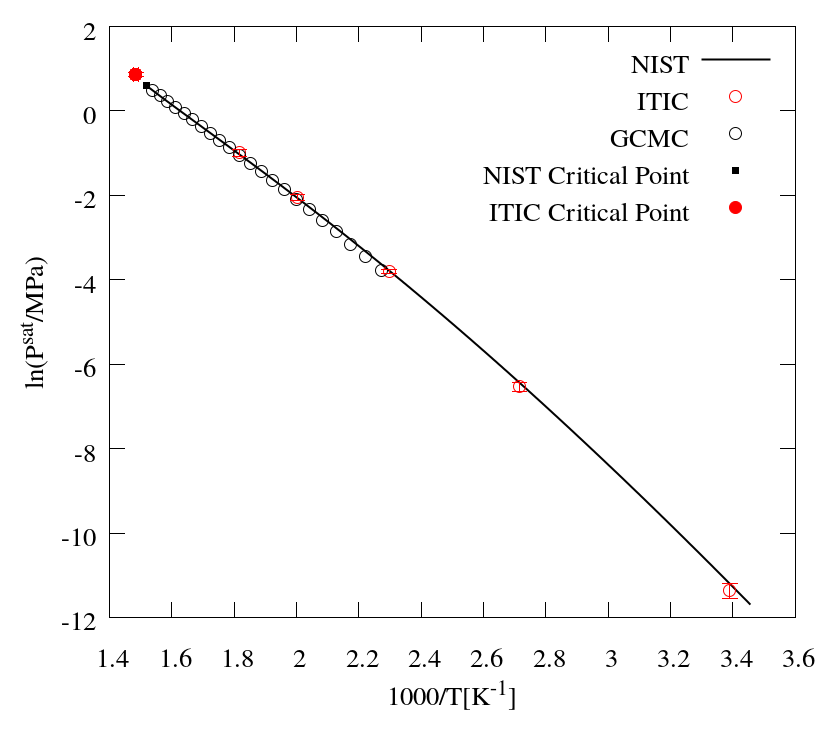 2
0
-2
-4
-6
-8
-10
-12
ln(P^sat/MPa)
NIST
ITIC
GCMC
NIST Critical Point
ITIC Critical Point
1.4 1.6 1.8 2 2.2 2.4 2.6 2.8 3 3.2 3.4 3.6
1000/T[K^-1]